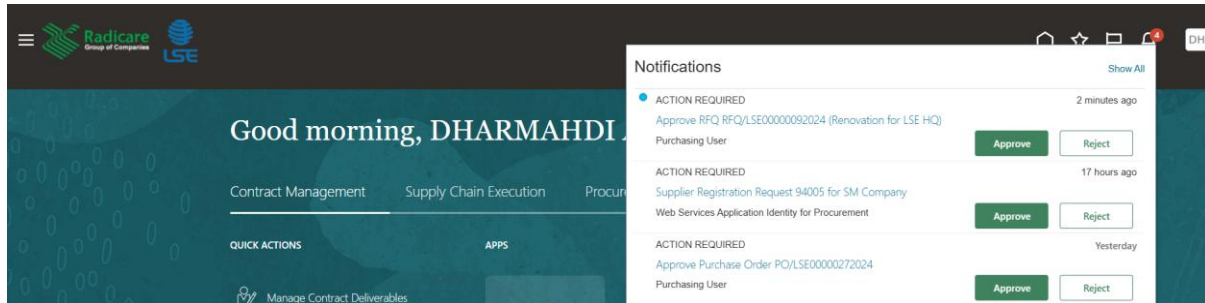 Radicare
Group of Companies
LSE
4
DH
Notifications
Show All
ACTION REQUIRED
2 minutes ago
Approve RFQ RFQ/LSE00000092024 (Renovation for LSE HQ)
Purchasing User
Approve
Reject
ACTION REQUIRED
17 hours ago
Supplier Registration Request 94005 for SM Company
Web Services Application Identity for Procurement
Approve
Reject
ACTION REQUIRED
Yesterday
Approve Purchase Order PO/LSE00000272024
Purchasing User
Approve
Reject
Good morning, DHARMAHDI A
Contract Management
Supply Chain Execution
Procure
QUICK ACTIONS
APPS
Manage Contract Deliverables